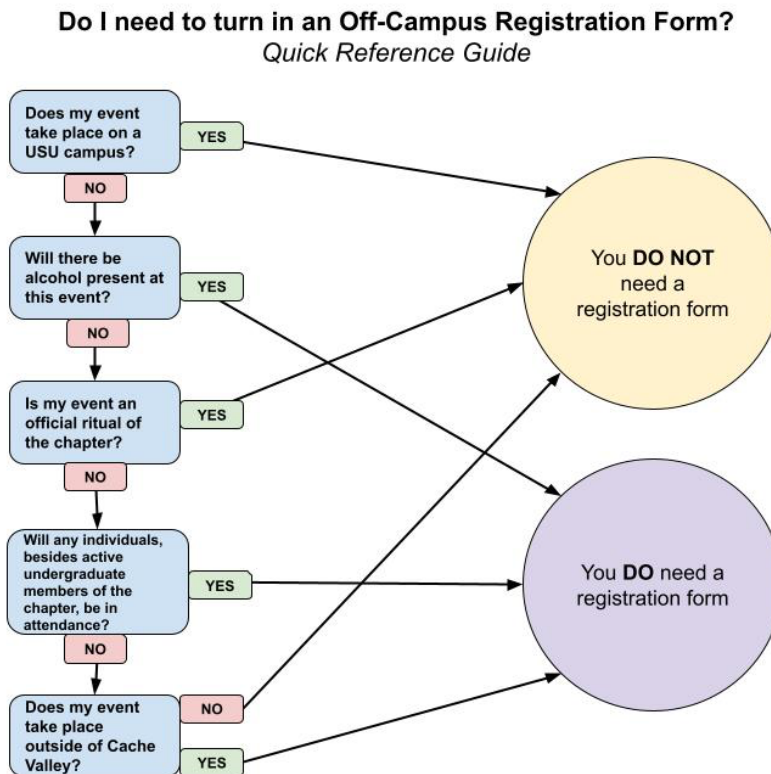 Do I need to turn in an Off-Campus Registration Form?
Quick Reference Guide
Does my event
take place on a
USU campus?
YES
NO
Will there be
alcohol present at
this event?
YES
NO
Is my event an
official ritual of
the chapter?
YES
NO
Will any individuals,
besides active
undergraduate
members of the
chapter, be in
attendance?
YES
NO
Does my event
take place
outside of Cache
Valley?
NO
YES
You DO NOT
need a
registration form
You DO need a
registration form